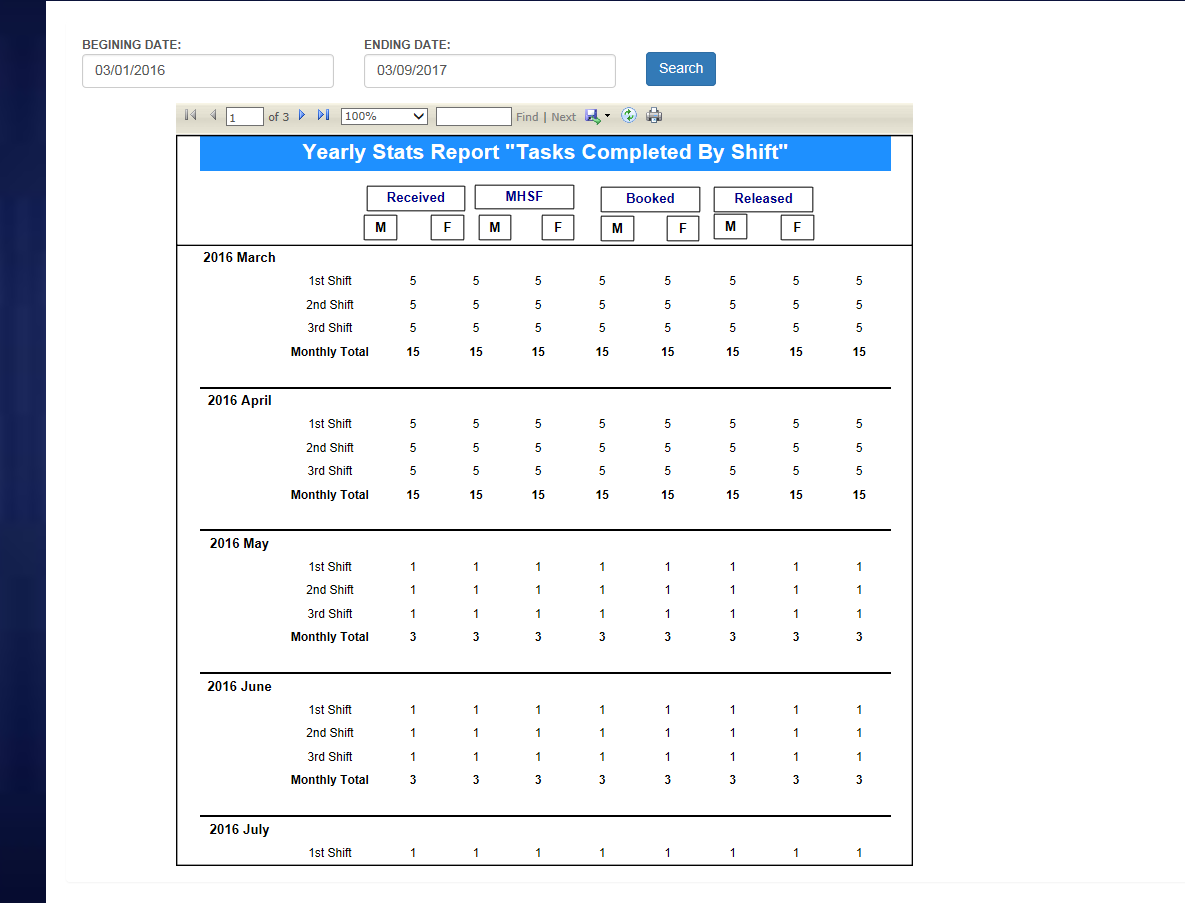 BEGINING DATE: ENDING DATE:
03/01/2016 03/09/2017 Search
1 of 3 100% Find | Next
Yearly Stats Report "Tasks Completed By Shift"
Received MHSF Booked Released
M F M F M F M F
2016 March
1st Shift 5 5 5 5 5 5 5 5
2nd Shift 5 5 5 5 5 5 5 5
3rd Shift 5 5 5 5 5 5 5 5
Monthly Total 15 15 15 15 15 15 15 15
2016 April
1st Shift 5 5 5 5 5 5 5 5
2nd Shift 5 5 5 5 5 5 5 5
3rd Shift 5 5 5 5 5 5 5 5
Monthly Total 15 15 15 15 15 15 15 15
2016 May
1st Shift 1 1 1 1 1 1 1 1
2nd Shift 1 1 1 1 1 1 1 1
3rd Shift 1 1 1 1 1 1 1 1
Monthly Total 3 3 3 3 3 3 3 3
2016 June
1st Shift 1 1 1 1 1 1 1 1
2nd Shift 1 1 1 1 1 1 1 1
3rd Shift 1 1 1 1 1 1 1 1
Monthly Total 3 3 3 3 3 3 3 3
2016 July
1st Shift 1 1 1 1 1 1 1 1